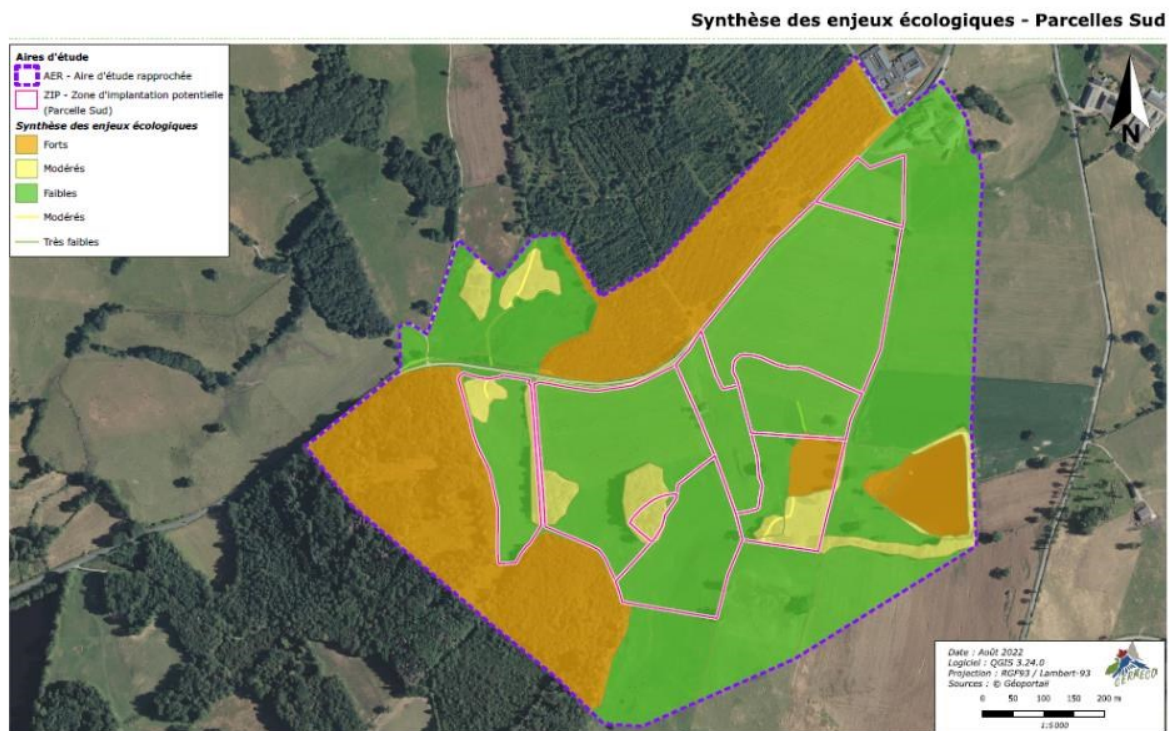 Synthèse des enjeux écologiques - Parcelles Sud
Aires d'étude
AER - Aire d'étude rapprochée
ZIP - Zone d'implantation potentielle
(Parcelle Sud)
Synthèse des enjeux écologiques
Forts
Modérés
Faibles
Modérés
Très faibles
N
Date : Août 2022
Logiciel : QGIS 3.24.0
Projection : RGF93 / Lambert-93
Sources : © Géoportail
CERMECO
0 50 100 150 200 m
1:5000